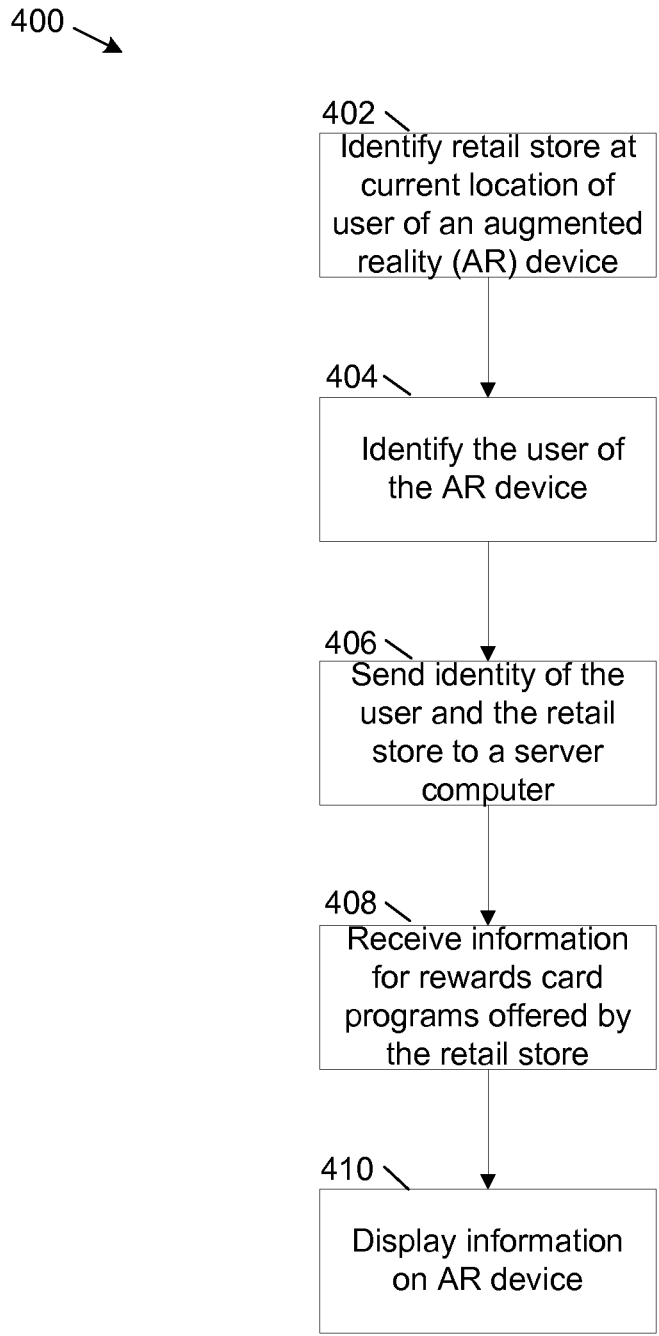 400
402
Identify retail store at
current location of
user of an augmented
reality (AR) device
404
Identify the user of
the AR device
406
Send identity of the
user and the retail
store to a server
computer
408
Receive information
for rewards card
programs offered by
the retail store
410
Display information
on AR device